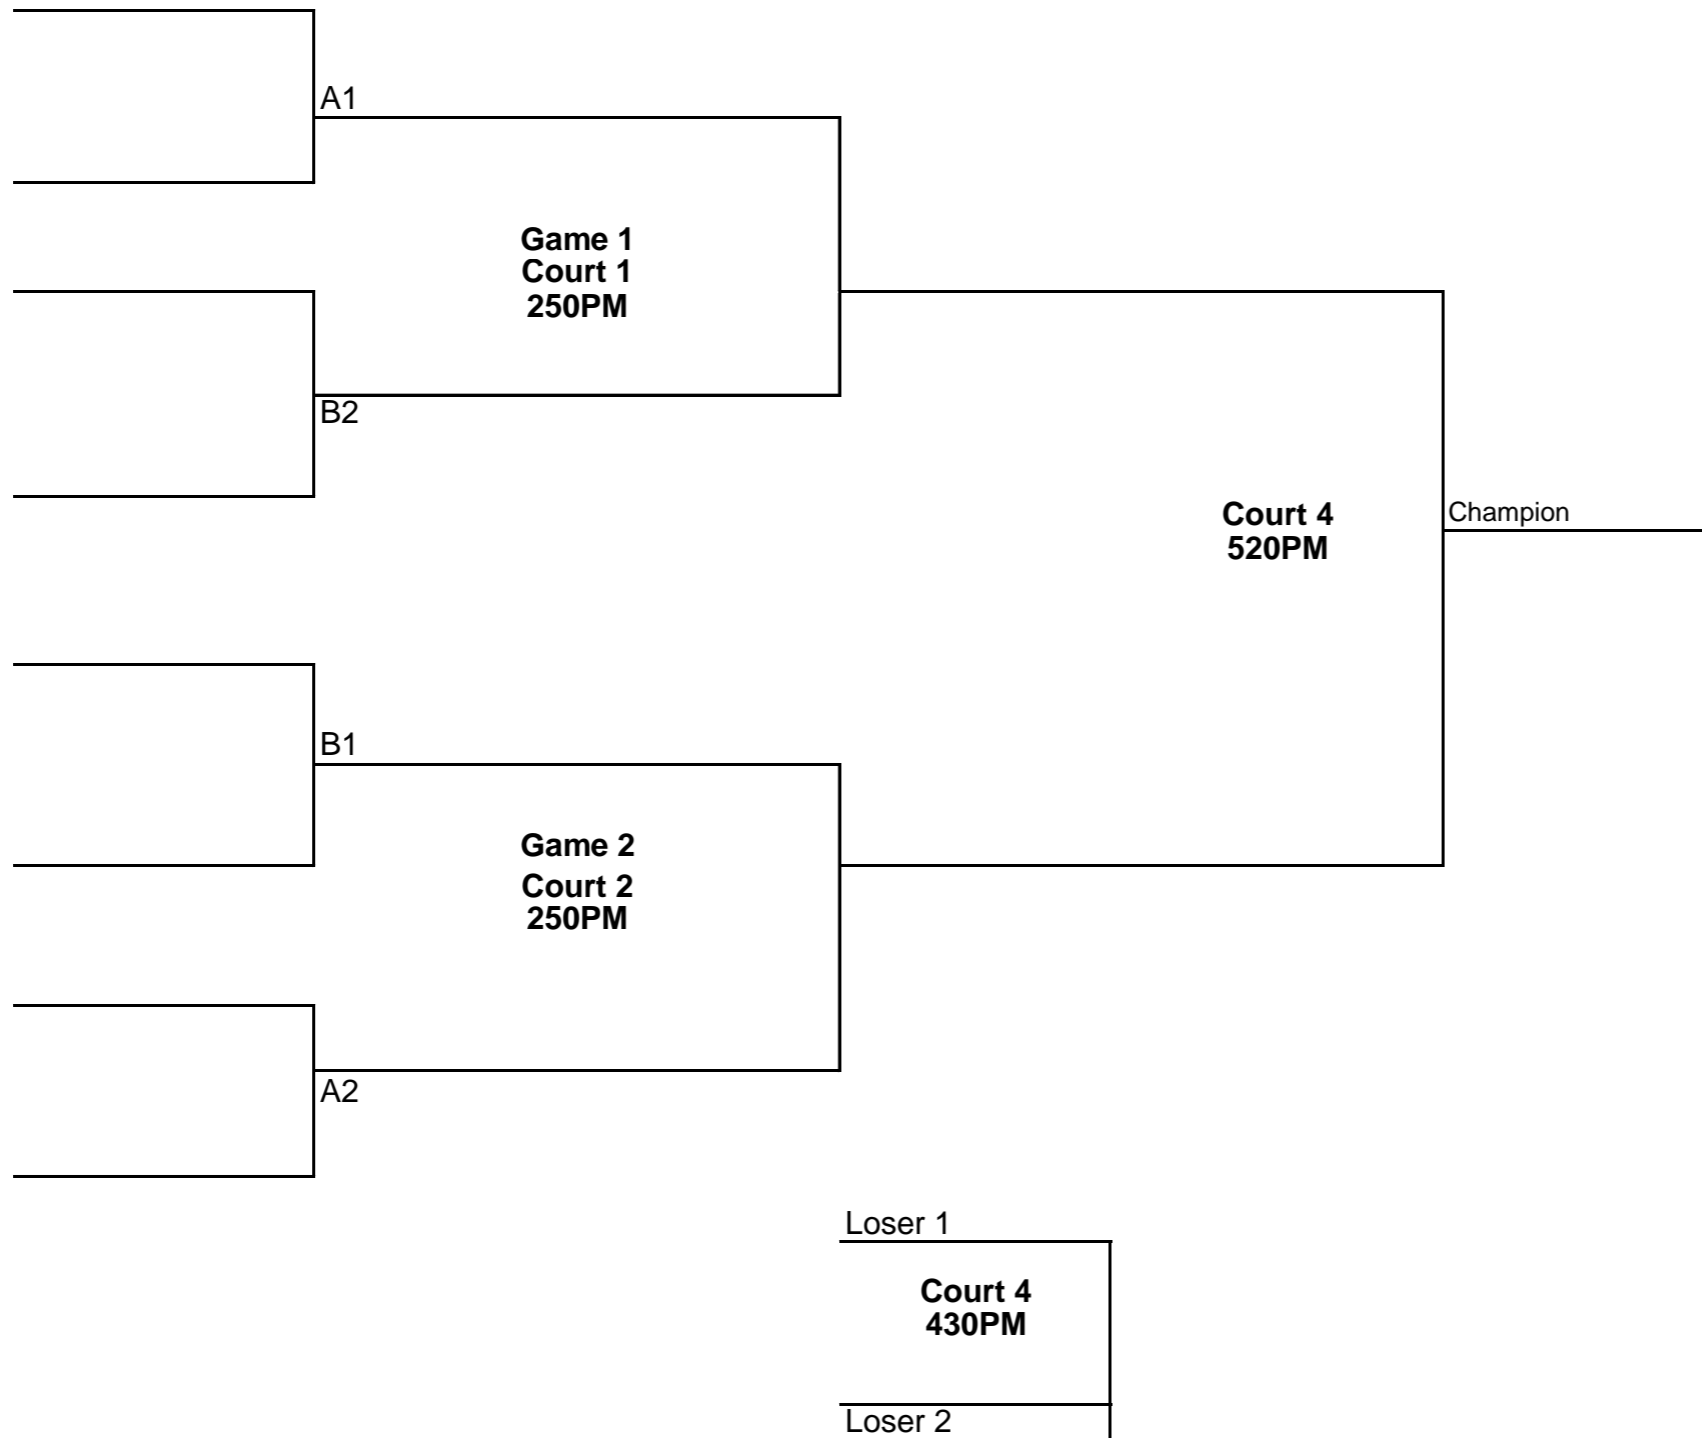 A1
Game 1
Court 1
250PM
B2
Court 4
520PM
Champion
B1
Game 2
Court 2
250PM
A2
Loser 1
Court 4
430PM
Loser 2